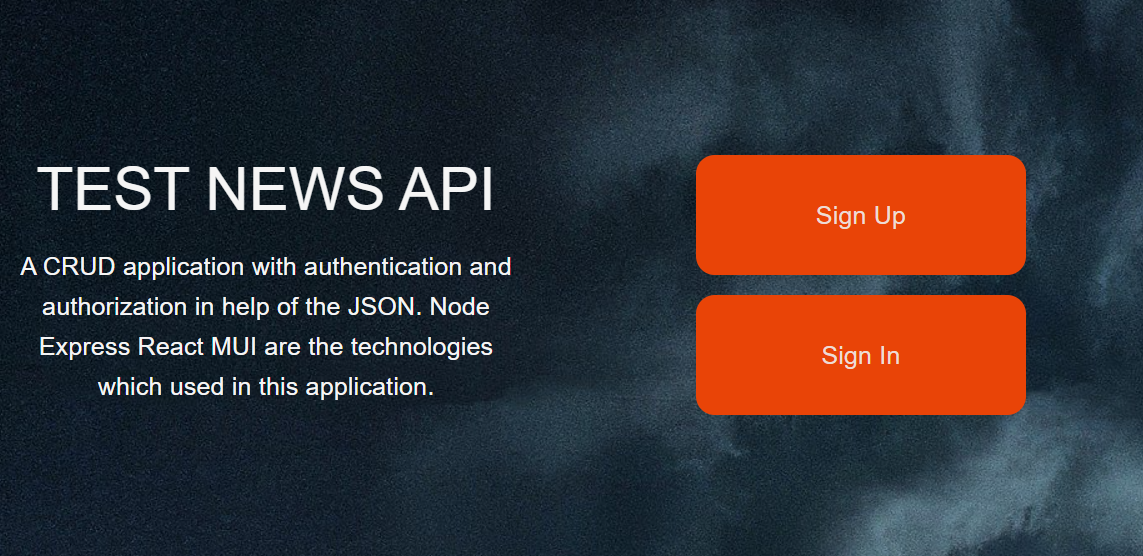 TEST NEWS API
A CRUD application with authentication and
authorization in help of the JSON. Node
Express React MUI are the technologies
which used in this application.
Sign Up
Sign In